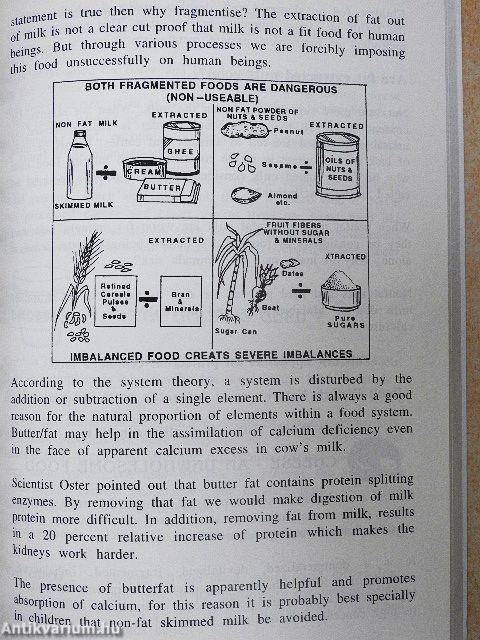 statement is true then why fragmentise? The extraction of fat out
of milk is not a clear cut proof that milk is not a fit food for human
beings. But through various processes we are forcibly imposing
this food unsuccessfully on human beings.
BOTH FRAGMENTED FOODS ARE DANGEROUS
(NON-USEABLE)
NON FAT MILK
EXTRACTED
GHEE
CREAM
BUTTER
SKIMMED MILK
NON FAT POWDER OF
NUTS & SEEDS
Peanut
EXTRACTED
Sesame
OILS OF
NUTS &
SEEDS
Almond
etc.
EXTRACTED
Refined
Cereals
Pulses
&
Seeds
Bran
&
Minerals
FRUIT FIBERS
WITHOUT SUGAR
& MINERALS
XTRACTED
Dates
Beat
Sugar Can
Pure
SUGARS
IMBALANCED FOOD CREATS SEVERE IMBALANCES
According to the system theory, a system is disturbed by the
addition or subtraction of a single element. There is always a good
reason for the natural proportion of elements within a food system.
Butter/fat may help in the assimilation of calcium deficiency even
in the face of apparent calcium excess in cow's milk.
Scientist Oster pointed out that butter fat contains protein splitting
enzymes. By removing that fat we would make digestion of milk
protein more difficult. In addition, removing fat from milk, results
in a 20 percent relative increase of protein which makes the
kidneys work harder.
The presence of butterfat is apparently helpful and promotes
absorption of calcium, for this reason it is probably best specially
in children that non-fat skimmed milk be avoided.
Antikvarium.hu